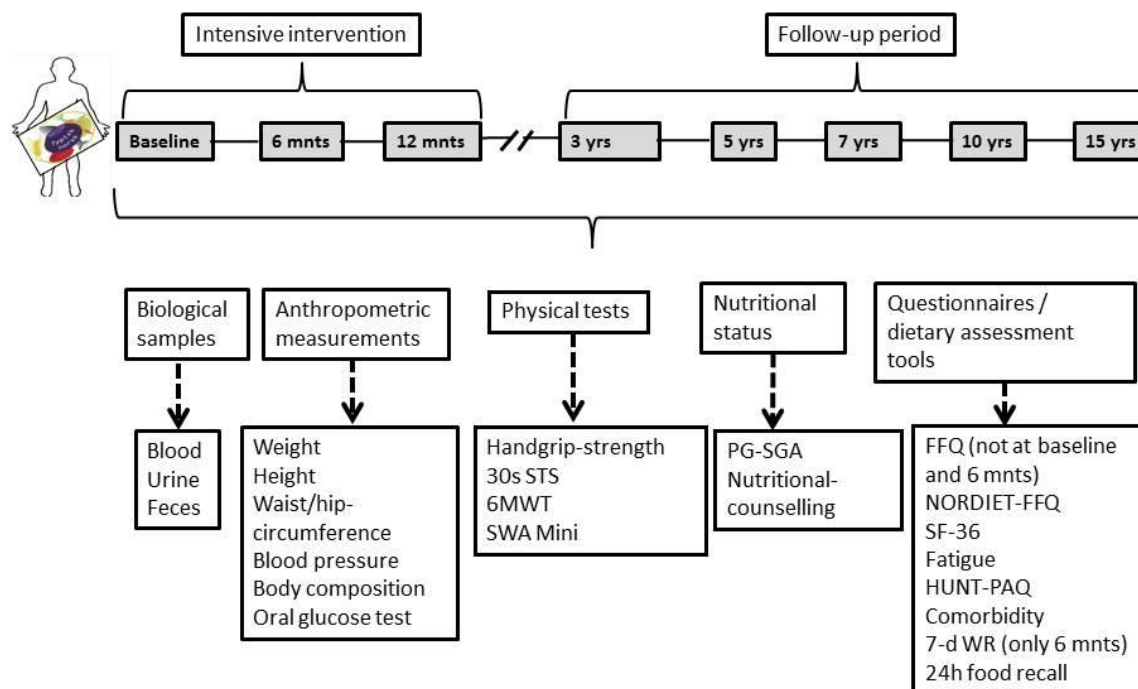 Intensive intervention
Follow-up period
Baseline
6 mnts
12 mnts
3 yrs
5 yrs
7 yrs
10 yrs
15 yrs
Biological
samples
Anthropometric
measurements
Physical tests
Nutritional
status
Questionnaires /
dietary assessment
tools
Blood
Urine
Feces
Weight
Height
Waist/hip-
circumference
Blood pressure
Body composition
Oral glucose test
Handgrip-strength
30s STS
6MWT
SWA Mini
PG-SGA
Nutritional-
counselling
FFQ (not at baseline
and 6 mnts)
NORDIET-FFQ
SF-36
Fatigue
HUNT-PAQ
Comorbidity
7-d WR (only 6 mnts)
24h food recall